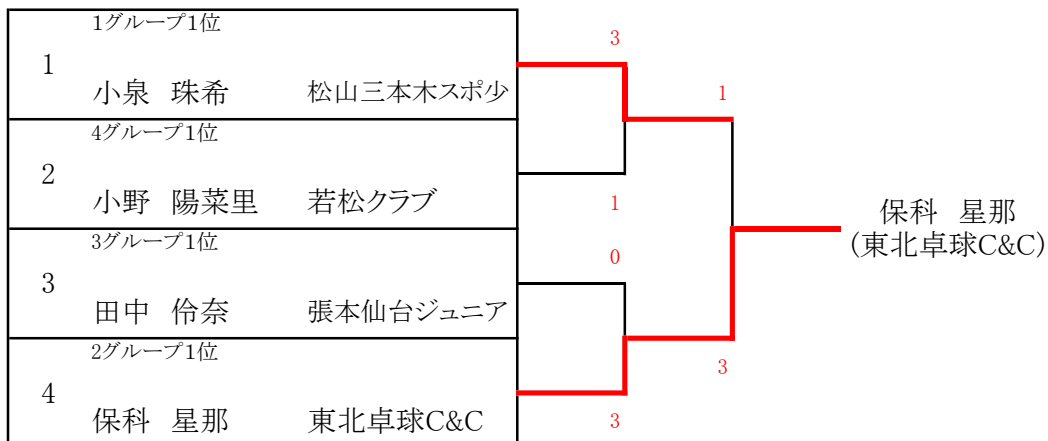 1グループ1位
1
小泉 珠希 松山三本木スポ少
4グループ1位
2
小野 陽菜里 若松クラブ
3グループ1位
3
田中 伶奈 張本仙台ジュニア
2グループ1位
4
保科 星那 東北卓球C&C
3
1
1
0
3
3
保科 星那
(東北卓球C&C)